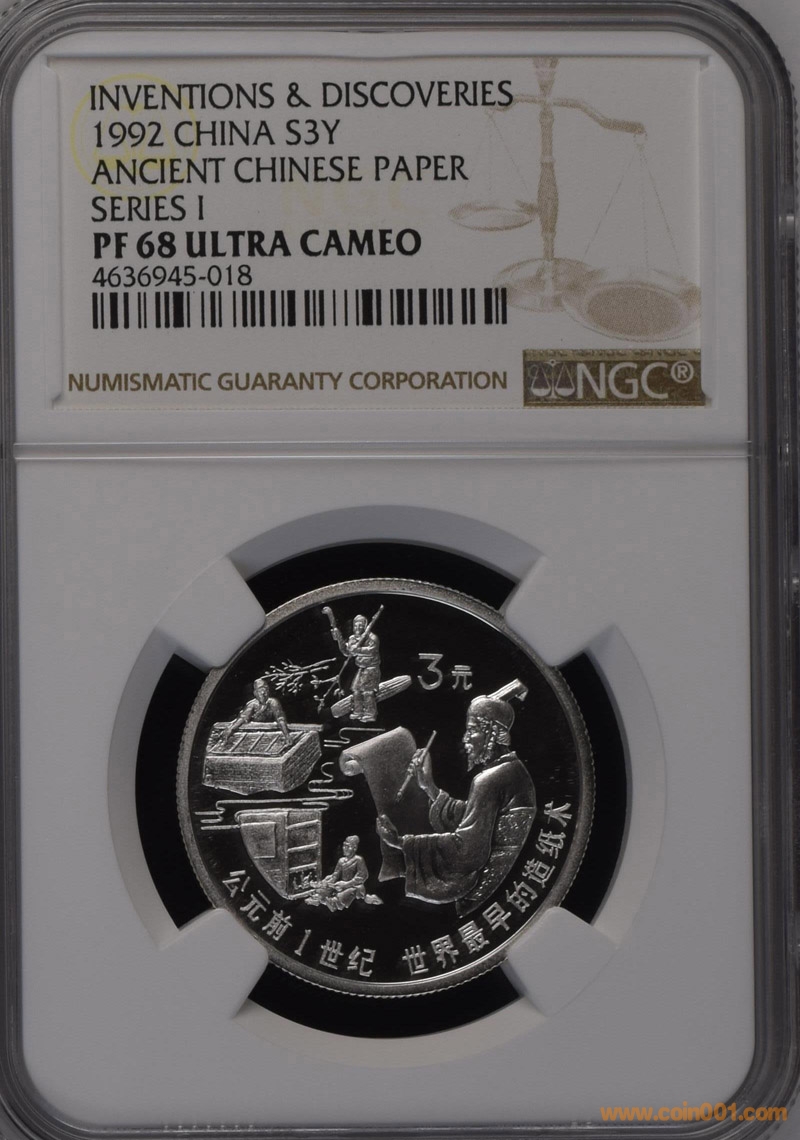 INVENTIONS & DISCOVERIES
1992 CHINA S3Y
ANCIENT CHINESE PAPER
SERIES I
PF 68 ULTRA CAMEO
4636945-018
NUMISMATIC GUARANTY CORPORATION
NGC®
3元
公元前1世纪 世界最早的造纸术
www.coin001.com